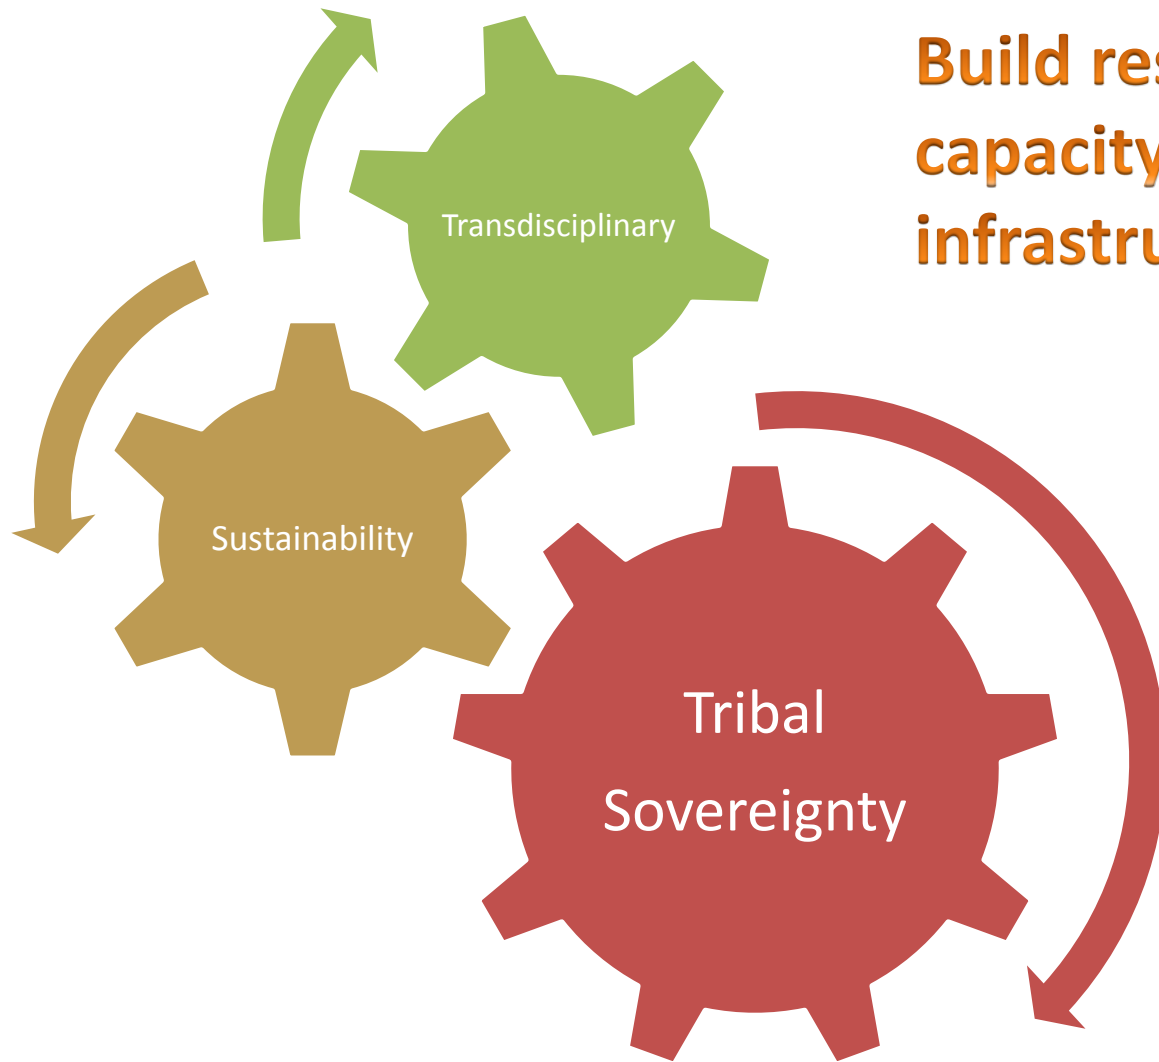 Build
capacity
Transdisciplinary
Sustainability
Tribal
Sovereignty